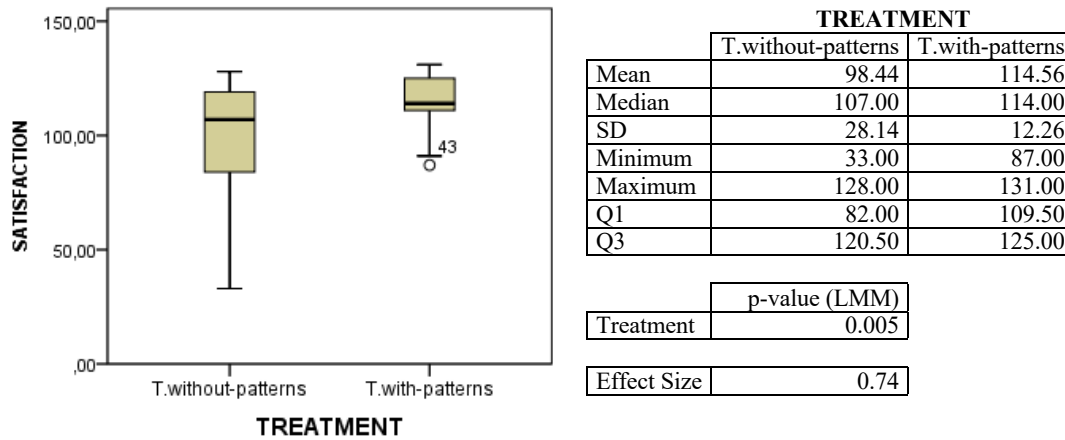 150,00
100,00
50,00
,00
SATISFACTION
43
T.without-patterns T.with-patterns
TREATMENT
TREATMENT
T.without-patterns T.with-patterns
Mean 98.44 114.56
Median 107.00 114.00
SD 28.14 12.26
Minimum 33.00 87.00
Maximum 128.00 131.00
Q1 82.00 109.50
Q3 120.50 125.00
p-value (LMM)
Treatment 0.005
Effect Size 0.74